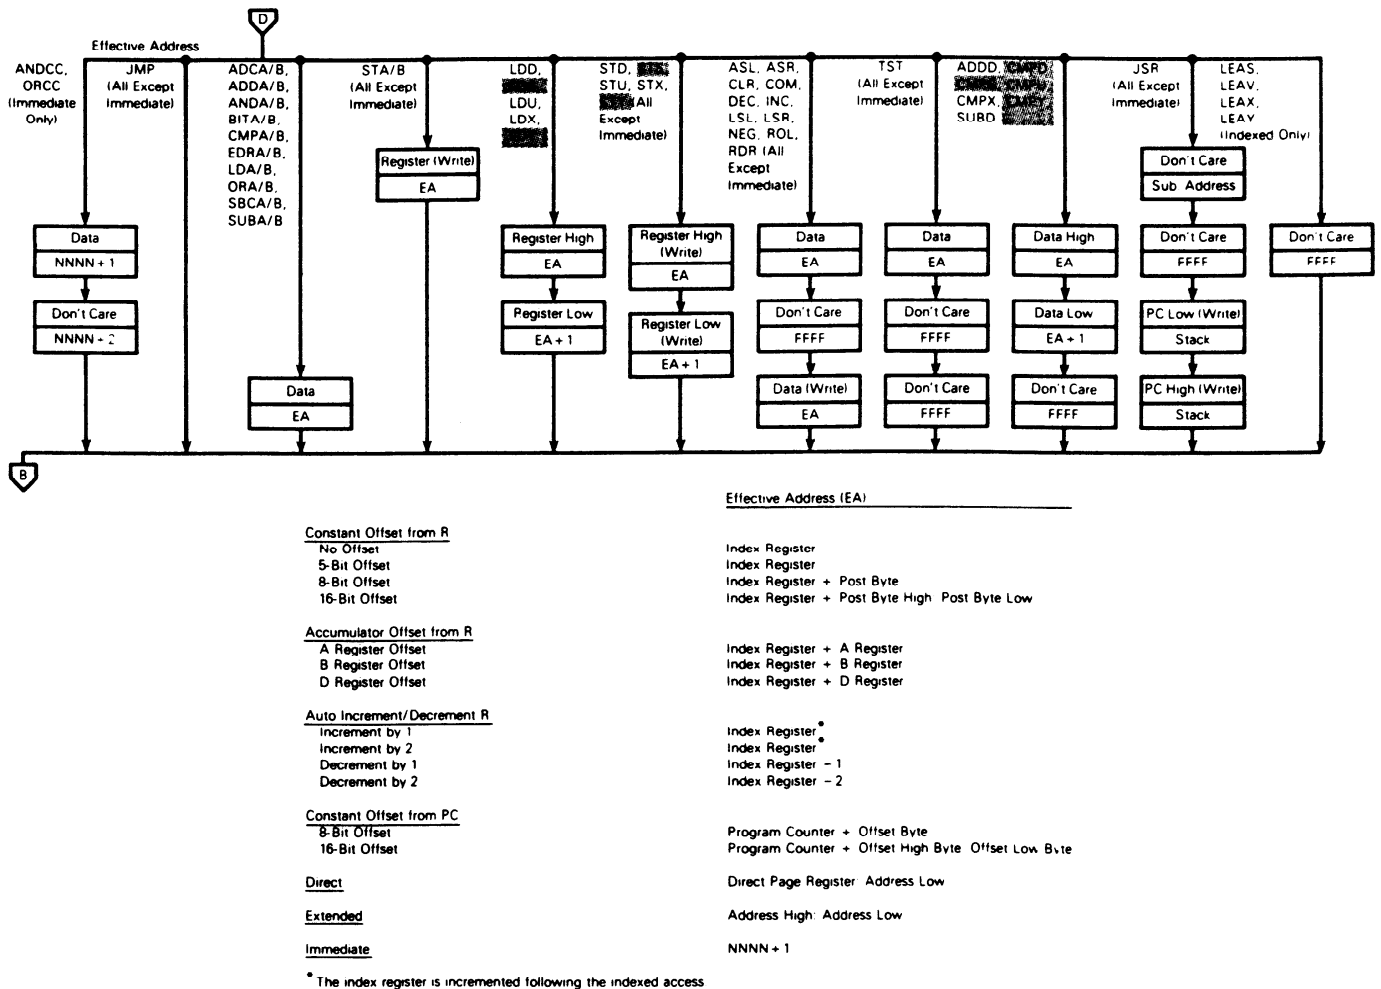 D
Effective Address
ANDCC,
ORCC
(Immediate
Only)
JMP
(All Except
Immediate)
ADCA/B,
ADDA/B,
ANDA/B,
BITA/B,
CMPA/B,
EDRA/B,
LDA/B,
ORA/B,
SBCA/B,
SUBA/B
STA/B
(All Except
Immediate)
LDD,
LDU,
LDX,
STD,
STU, STX,
(All
Except
Immediate)
ASL, ASR,
CLR, COM,
DEC, INC,
LSL, LSR,
NEG, ROL,
RDR (All
Except
Immediate)
TST
(All Except
Immediate)
ADDD, CMPD,
CMPX,
SUBD
JSR
(All Except
Immediate)
LEAS,
LEAV,
LEAX,
LEAY
(Indexed Only)
Data
NNNN + 1
Don't Care
NNNN + 2
Data
EA
Register (Write)
EA
Register High
EA
Register Low
EA + 1
Register High
(Write)
EA
Register Low
(Write)
EA + 1
Data
EA
Don't Care
FFFF
Data (Write)
EA
Data
EA
Don't Care
FFFF
Don't Care
FFFF
Data High
EA
Data Low
EA + 1
Don't Care
FFFF
Don't Care
Sub Address
Don't Care
FFFF
PC Low (Write)
Stack
PC High (Write)
Stack
Don't Care
FFFF
B
Effective Address (EA)
Constant Offset from R
No Offset Index Register
5-Bit Offset Index Register
8-Bit Offset Index Register + Post Byte
16-Bit Offset Index Register + Post Byte High Post Byte Low
Accumulator Offset from R
A Register Offset Index Register + A Register
B Register Offset Index Register + B Register
D Register Offset Index Register + D Register
Auto Increment/Decrement R
Increment by 1 Index Register*
Increment by 2 Index Register*
Decrement by 1 Index Register - 1
Decrement by 2 Index Register - 2
Constant Offset from PC
8-Bit Offset Program Counter + Offset Byte
16-Bit Offset Program Counter + Offset High Byte Offset Low Byte
Direct Direct Page Register: Address Low
Extended Address High: Address Low
Immediate NNNN + 1
* The index register is incremented following the indexed access